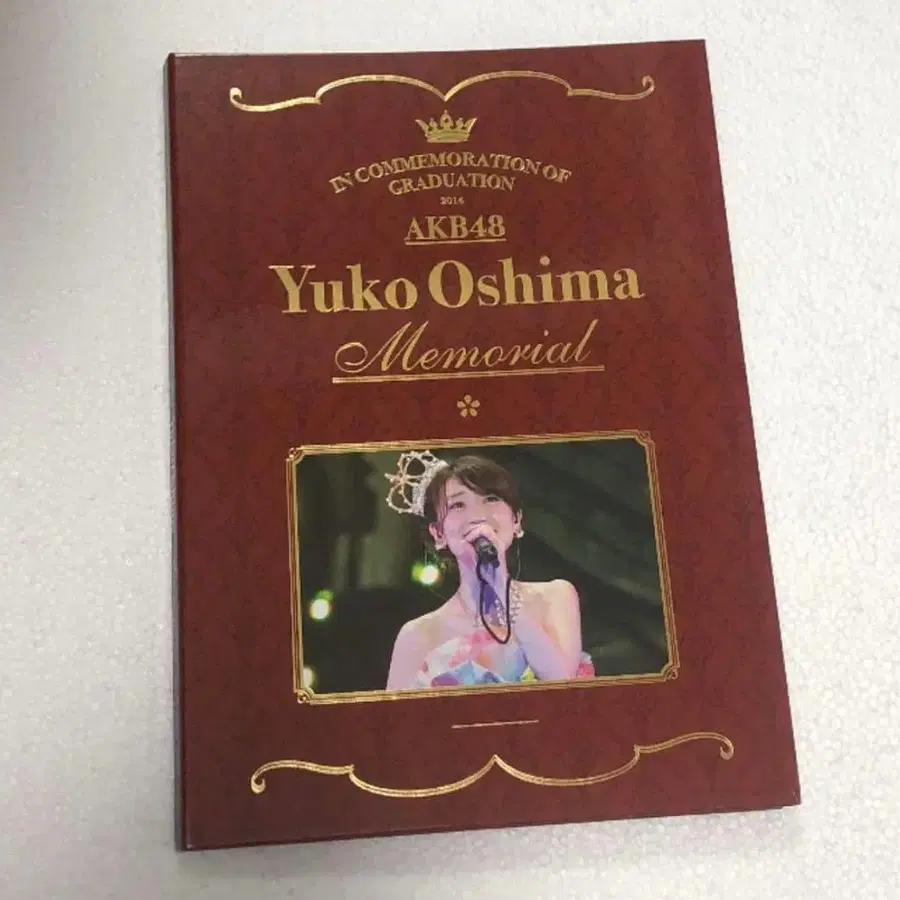 IN COMMEMORATION OF
GRADUATION
2014
AKB48
Yuko Oshima
Memorial